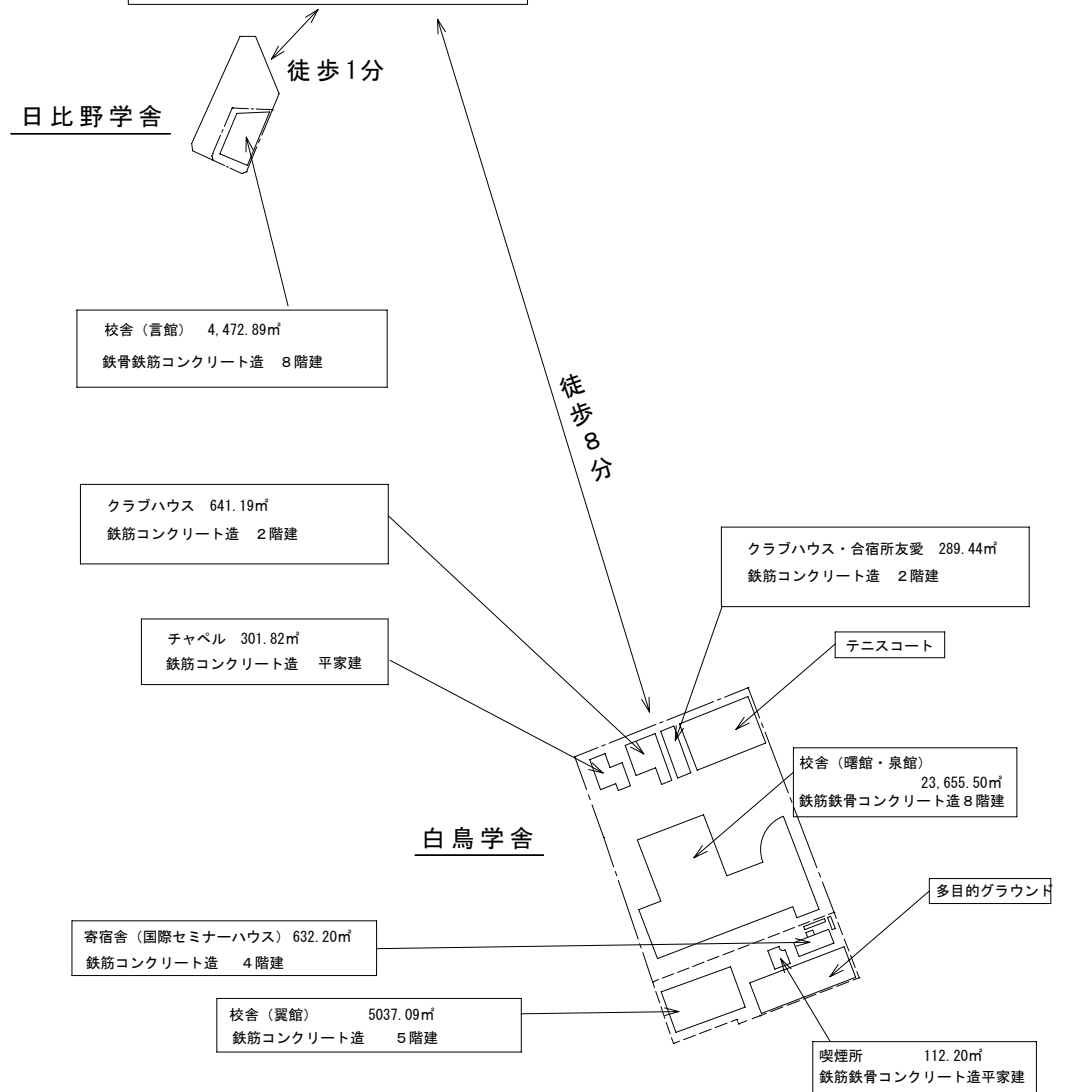 徒歩1分
日比野学舎
校舎（言館）　4,472.89㎡
鉄骨鉄筋コンクリート造　８階建
徒歩８分
クラブハウス　641.19㎡
鉄筋コンクリート造　２階建
クラブハウス・合宿所友愛　289.44㎡
鉄筋コンクリート造　２階建
チャペル　301.82㎡
鉄筋コンクリート造　平家建
テニスコート
校舎（曙館・泉館）
23,655.50㎡
鉄筋鉄骨コンクリート造８階建
白鳥学舎
多目的グラウンド
寄宿舎（国際セミナーハウス）632.20㎡
鉄筋コンクリート造　４階建
校舎（翼館）　5037.09㎡
鉄筋コンクリート造　５階建
喫煙所　112.20㎡
鉄筋鉄骨コンクリート造平家建